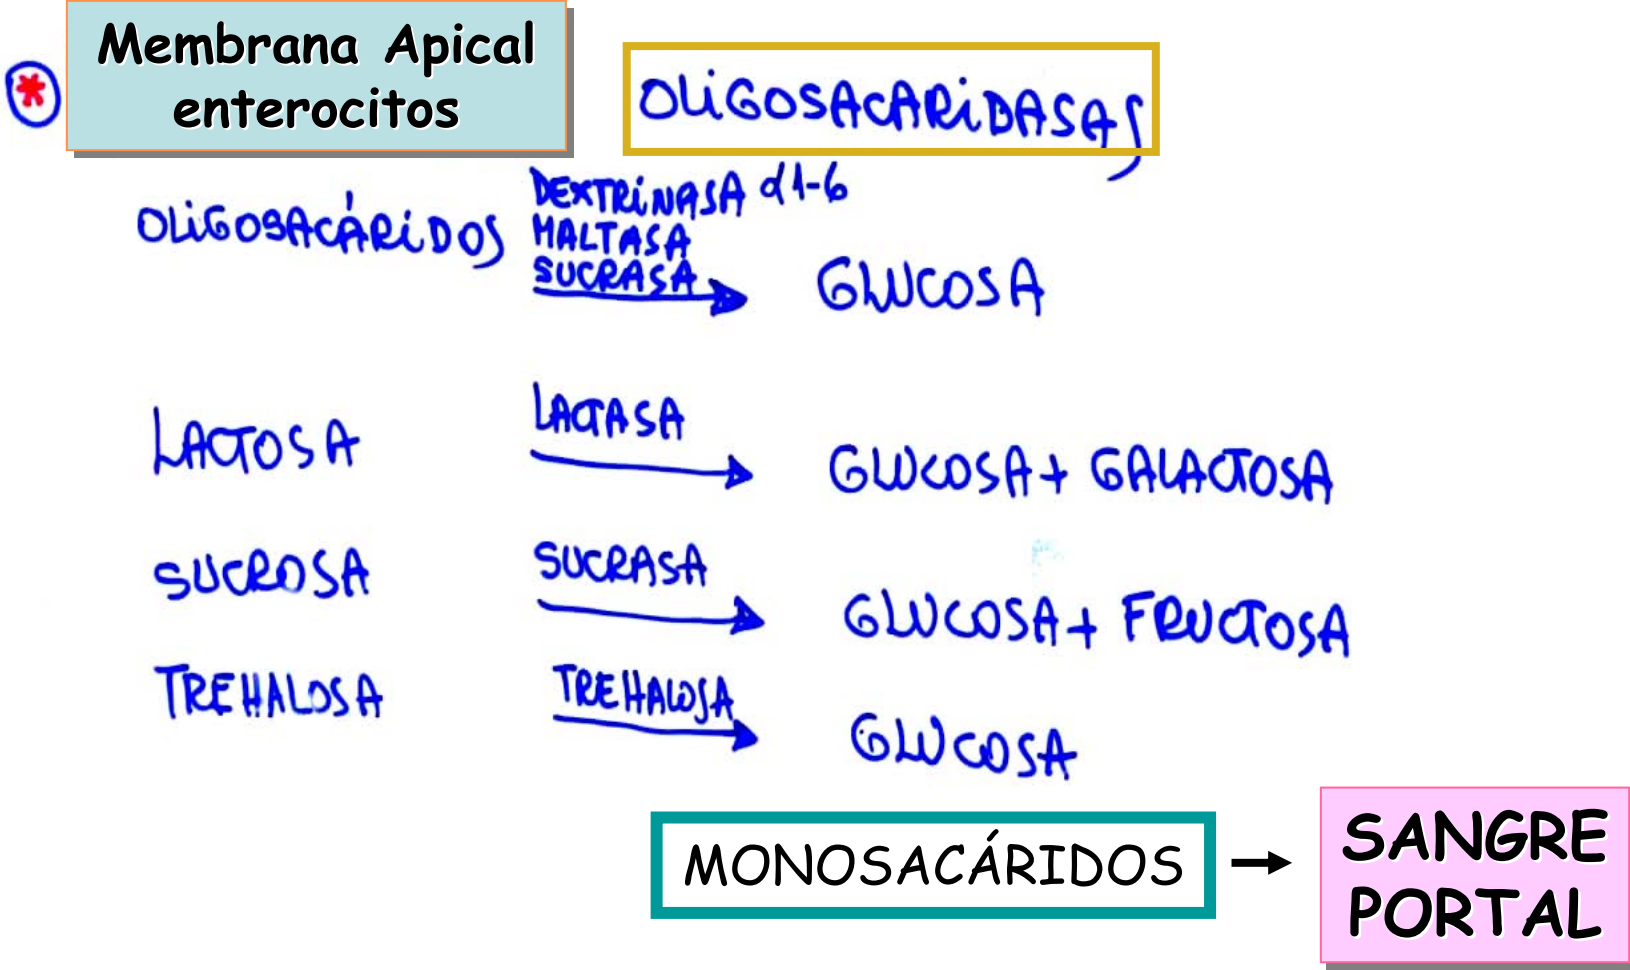 Membrana Apical
enterocitos
*
OLiGOSACARiDASAS
OLiGOSACÁRiDOS
DEXTRiNASA α1-6
MALTASA
SUCRASA
GLUCOSA
LACTOSA
LACTASA
GLUCOSA + GALACTOSA
SUCROSA
SUCRASA
GLUCOSA + FRUCTOSA
TREHALOSA
TREHALOSA
GLUCOSA
MONOSACÁRIDOS
SANGRE
PORTAL